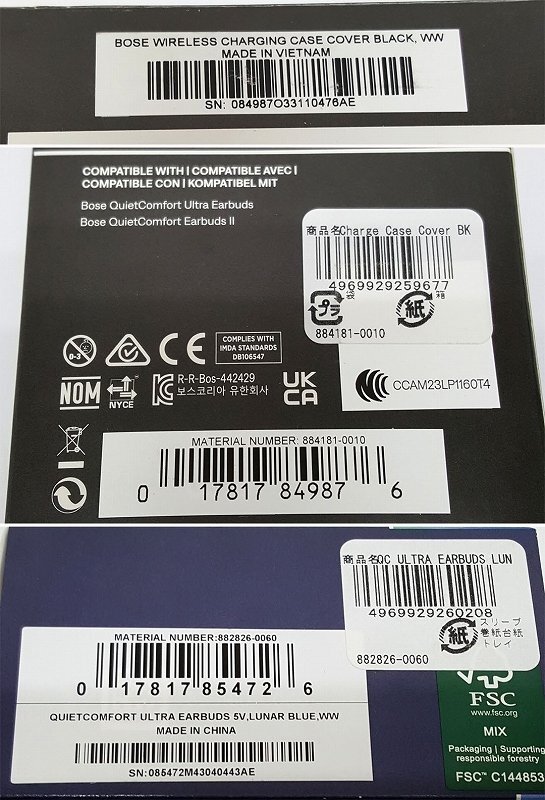 BOSE WIRELESS CHARGING CASE COVER BLACK, WW
MADE IN VIETNAM
SN: 084987O33110476AE
COMPATIBLE WITH | COMPATIBLE AVEC |
COMPATIBLE CON | KOMPATIBEL MIT
Bose QuietComfort Ultra Earbuds
Bose QuietComfort Earbuds II
商品名Charge Case Cover BK
4969929259677
プラ 袋 紙 箱
884181-0010
0-3
CE
COMPLIES WITH
IMDA STANDARDS
DB106547
NOM
NYCE
R-R-Bos-442429
보스코리아 유한회사
UK
CA
CCAM23LP1160T4
MATERIAL NUMBER: 884181-0010
0 17817 84987 6
商品名QC ULTRA EARBUDS LUN
4969929260208
紙
スリーブ
巻紙台紙
トレイ
882826-0060
MATERIAL NUMBER:882826-0060
0 17817 85472 6
QUIETCOMFORT ULTRA EARBUDS 5V,LUNAR BLUE,WW
MADE IN CHINA
SN:085472M43040443AE
FSC
www.fsc.org
MIX
Packaging | Supporting
responsible forestry
FSC™ C144853